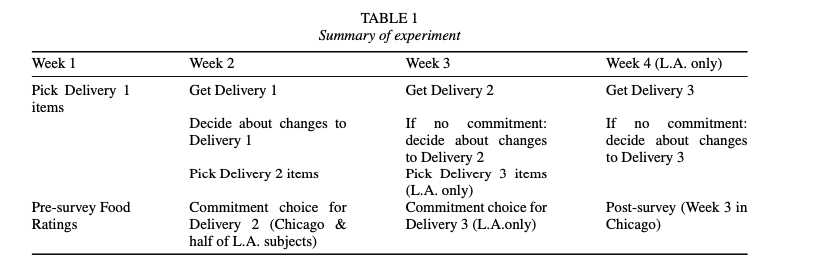 TABLE 1
Summary of experiment
Week 1 Week 2 Week 3 Week 4 (L.A. only)
Pick Delivery 1 Get Delivery 1 Get Delivery 2 Get Delivery 3
items
Decide about changes to If no commitment: If no commitment:
Delivery 1 decide about changes decide about changes
to Delivery 2 to Delivery 3
Pick Delivery 2 items Pick Delivery 3 items
(L.A. only)
Pre-survey Food Commitment choice for Commitment choice for Post-survey (Week 3 in
Ratings Delivery 2 (Chicago & Delivery 3 (L.A.only) Chicago)
half of L.A. subjects)